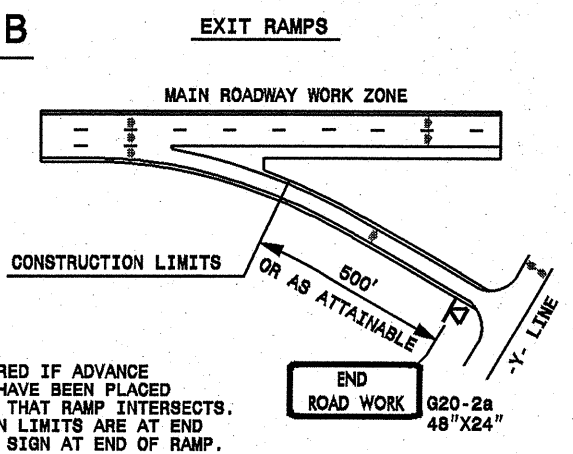 B
EXIT RAMPS
MAIN ROADWAY WORK ZONE
CONSTRUCTION LIMITS
500'
OR AS ATTAINABLE
-Y- LINE
END
ROAD WORK
G20-2a
48"X24"
IF ADVANCE
HAVE BEEN PLACED
THAT RAMP INTERSECTS.
LIMITS ARE AT END
SIGN AT END OF RAMP.